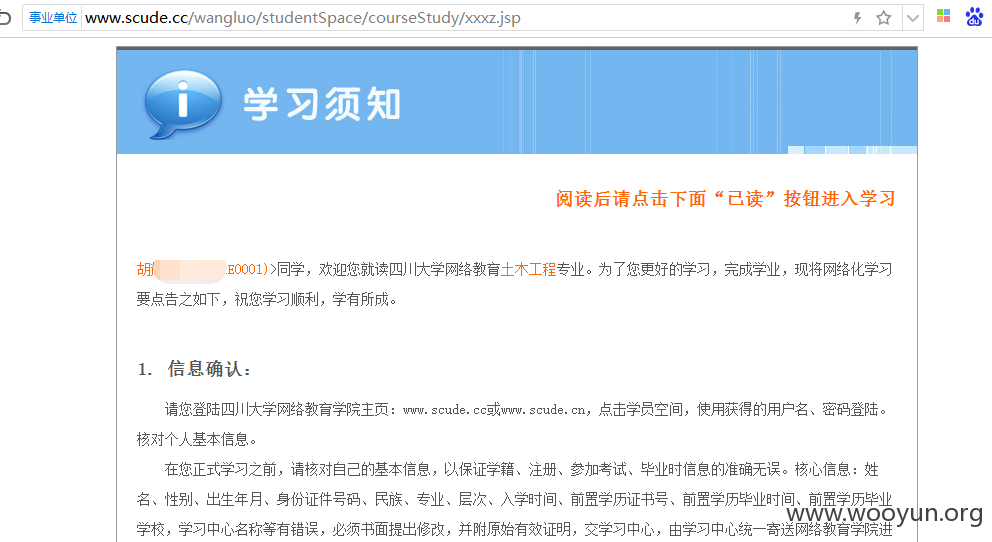 事业单位 www.scude.cc/wangluo/studentSpace/courseStudy/xxxz.jsp
学习须知
阅读后请点击下面“已读”按钮进入学习
胡 E0001)>同学，欢迎您就读四川大学网络教育土木工程专业。为了您更好的学习，完成学业，现将网络化学习
要点告之如下，祝您学习顺利，学有所成。
1. 信息确认：
请您登陆四川大学网络教育学院主页：www.scude.cc或www.scude.cn，点击学员空间，使用获得的用户名、密码登陆。
核对个人基本信息。
在您正式学习之前，请核对自己的基本信息，以保证学籍、注册、参加考试、毕业时信息的准确无误。核心信息：姓
名、性别、出生年月、身份证件号码、民族、专业、层次、入学时间、前置学历证书号、前置学历毕业时间、前置学历毕业
学校，学习中心名称等有错误，必须书面提出修改，并附原始有效证明，交学习中心，由学习中心统一寄送网络教育学院进
www.wooyun.org